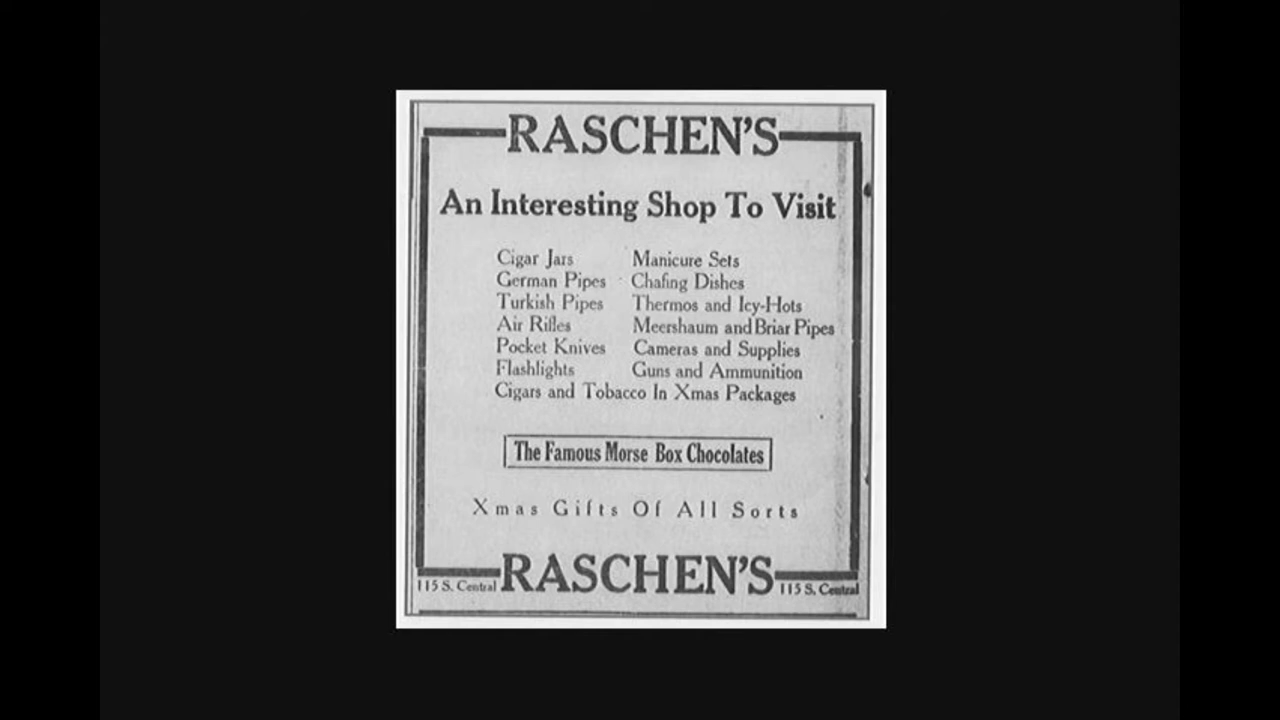 RASCHEN'S
An Interesting Shop To Visit
Cigar Jars Manicure Sets
German Pipes Chafing Dishes
Turkish Pipes Thermos and Icy-Hots
Air Rifles Meershaum and Briar Pipes
Pocket Knives Cameras and Supplies
Flashlights Guns and Ammunition
Cigars and Tobacco In Xmas Packages
The Famous Morse Box Chocolates
Xmas Gifts Of All Sorts
115 S. Central RASCHEN'S 115 S. Central